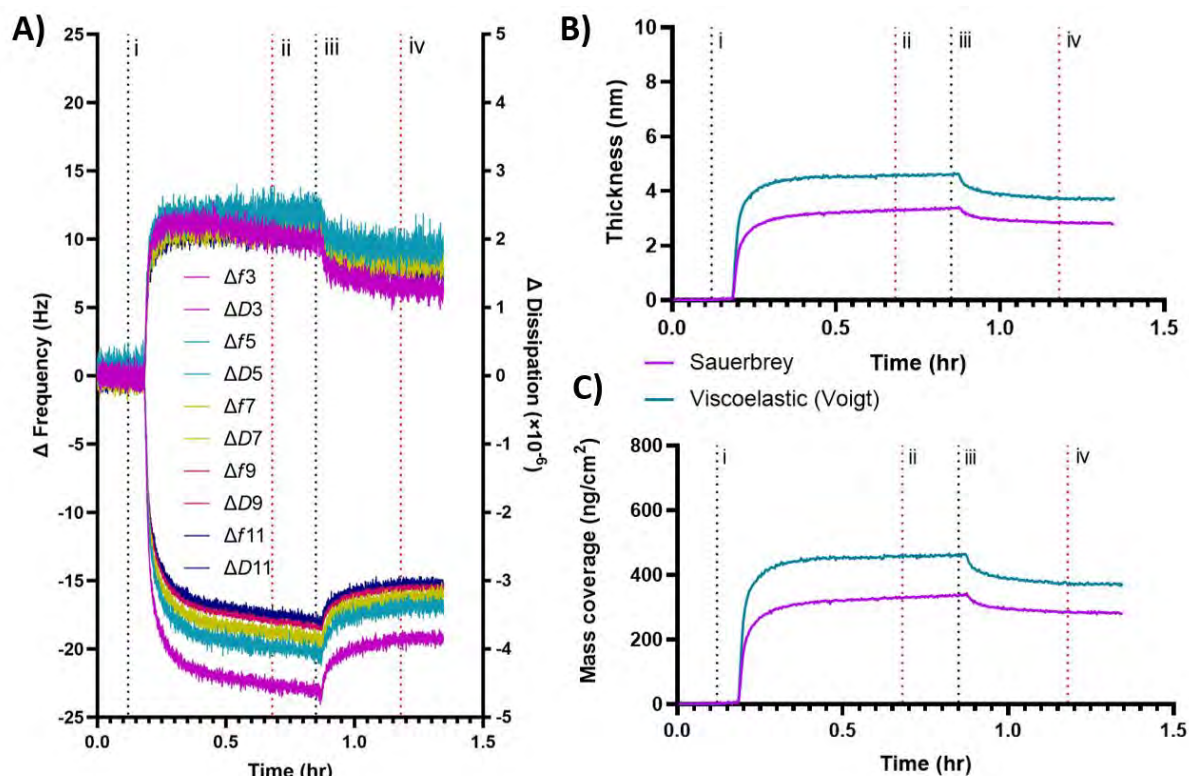 A)
i
ii
iii
iv
25
20
15
10
5
0
-5
-10
-15
-20
-25
5
4
3
2
1
0
-1
-2
-3
-4
-5
Δ Frequency (Hz)
Δ Dissipation (×10⁻⁶)
Δf3
ΔD3
Δf5
ΔD5
Δf7
ΔD7
Δf9
ΔD9
Δf11
ΔD11
0.0 0.5 1.0 1.5
Time (hr)
B)
i
ii
iii
iv
10
8
6
4
2
0
Thickness (nm)
0.0 0.5 1.0 1.5
Time (hr)
Sauerbrey
Viscoelastic (Voigt)
C)
i
ii
iii
iv
800
600
400
200
0
Mass coverage (ng/cm²)
0.0 0.5 1.0 1.5
Time (hr)